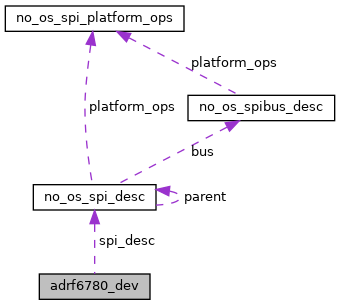 no_os_spi_platform_ops
platform_ops
no_os_spibus_desc
platform_ops
bus
no_os_spi_desc
parent
spi_desc
adrf6780_dev